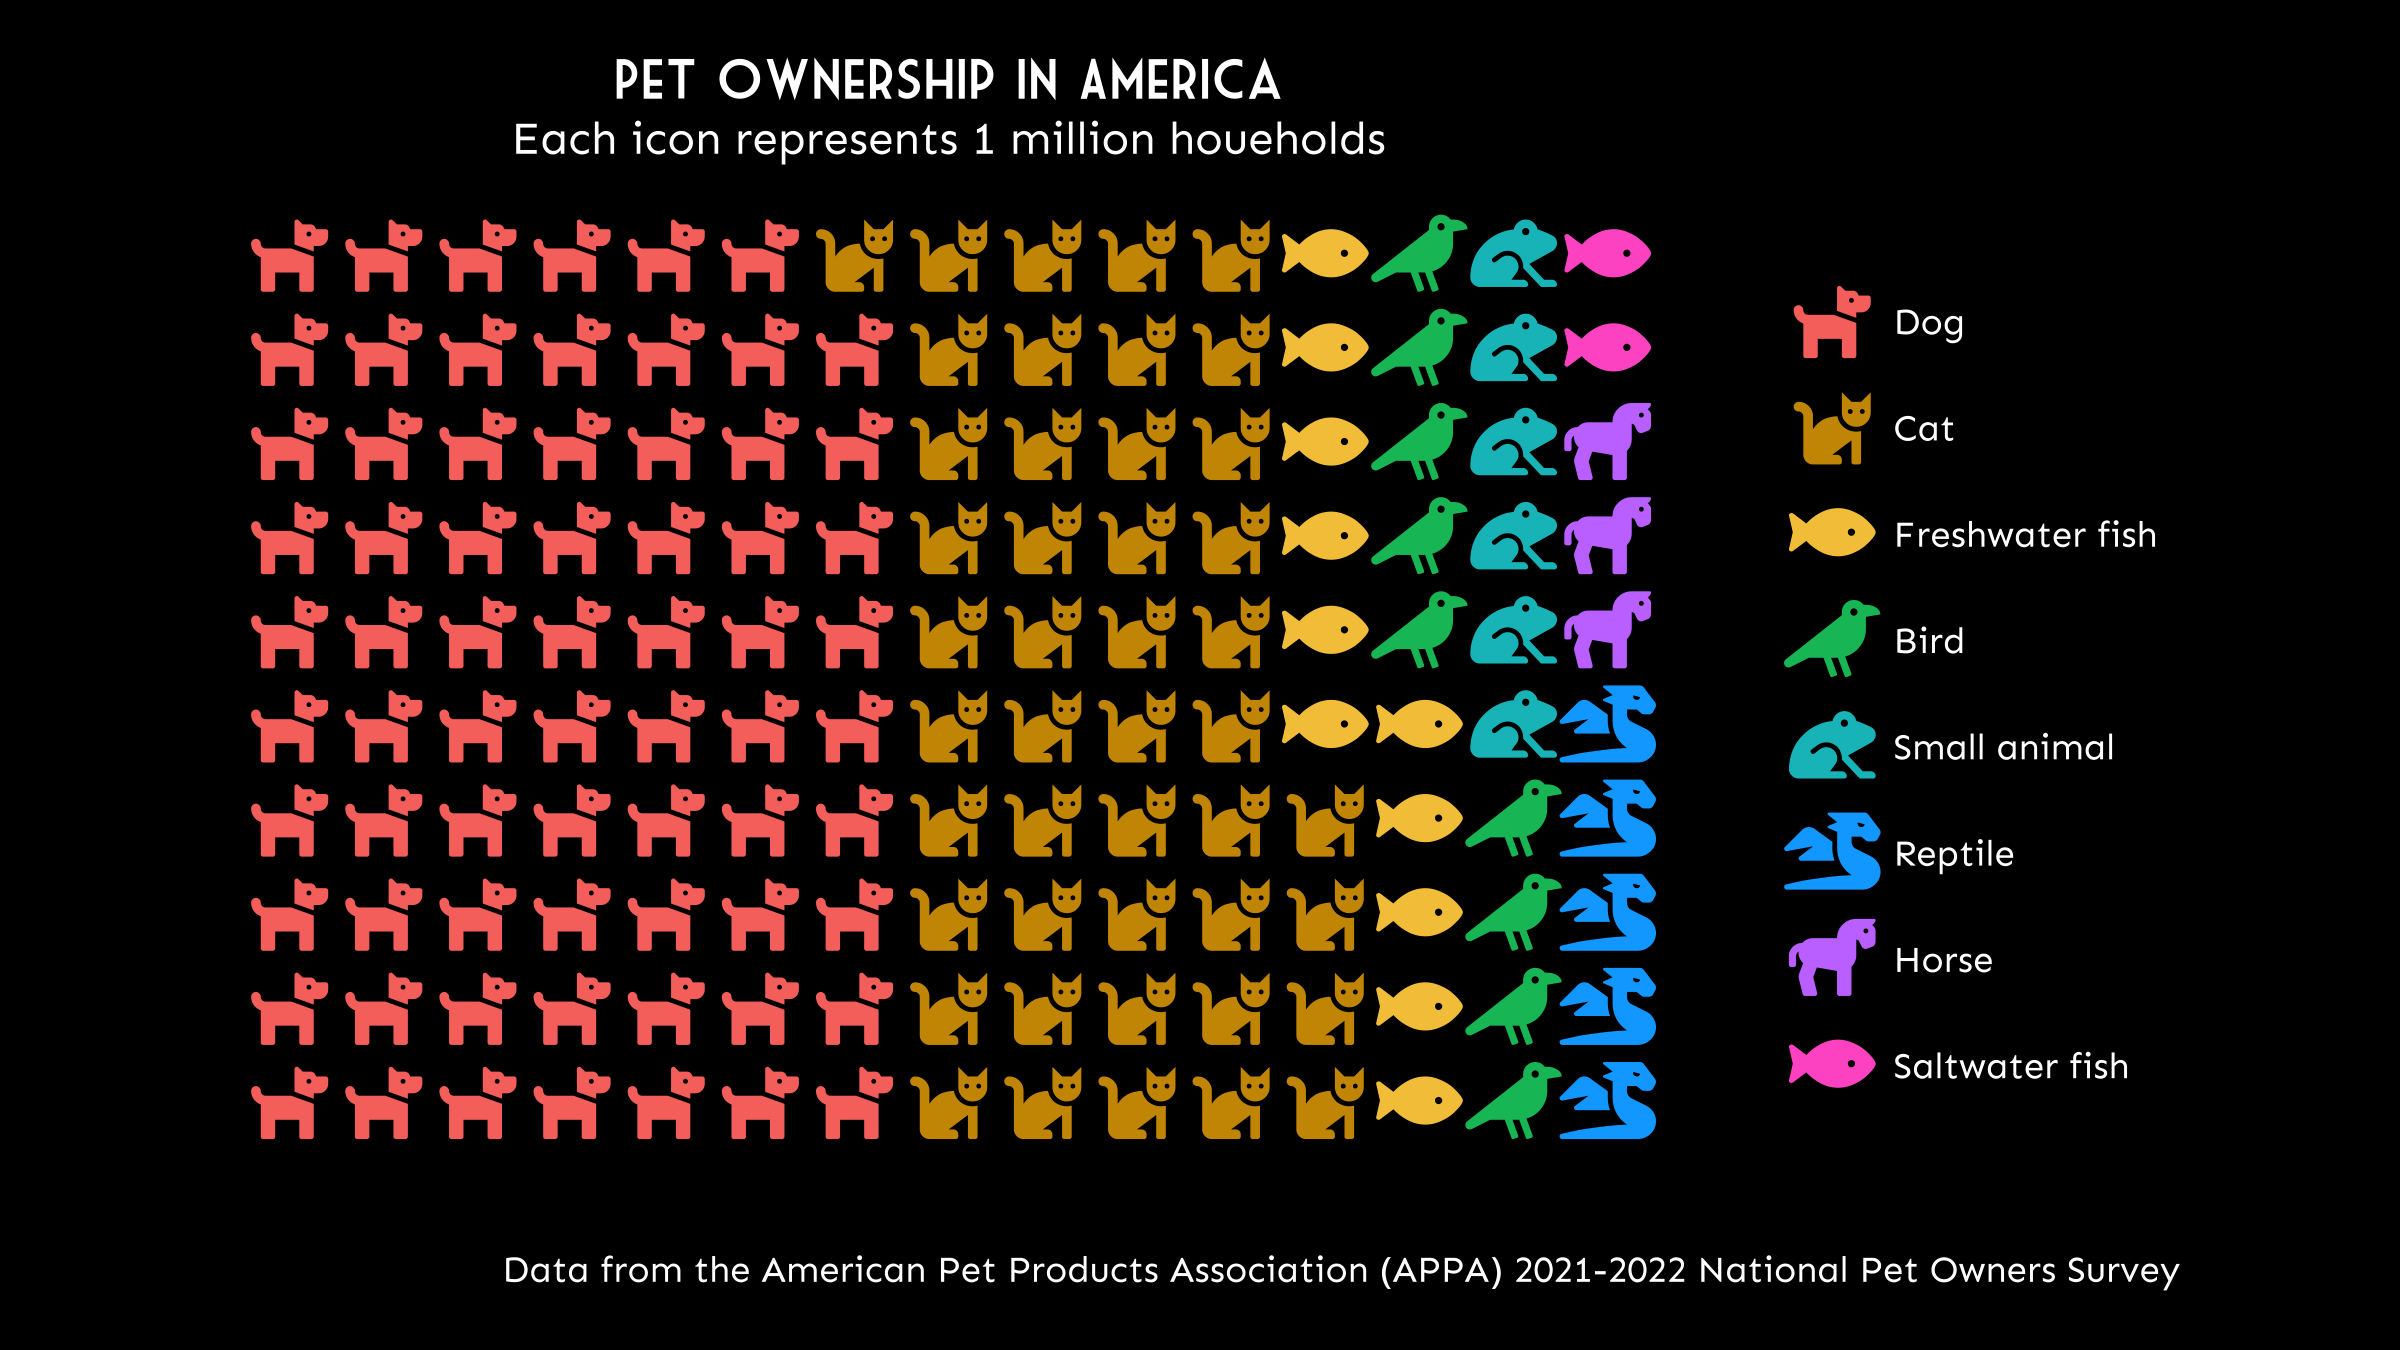 PET OWNERSHIP IN AMERICA
Each icon represents 1 million houeholds
Dog
Cat
Freshwater fish
Bird
Small animal
Reptile
Horse
Saltwater fish
Data from the American Pet Products Association (APPA) 2021-2022 National Pet Owners Survey